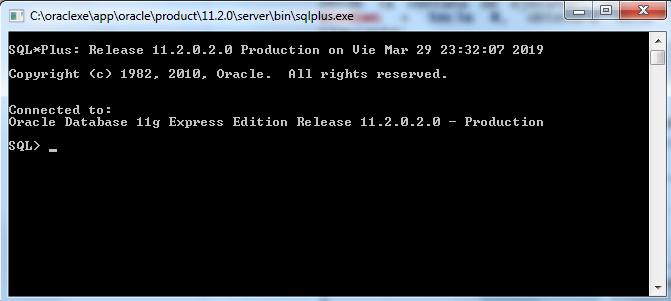 C:\oraclexe\app\oracle\product\11.2.0\server\bin\sqlplus.exe
SQL*Plus: Release 11.2.0.2.0 Production on Vie Mar 29 23:32:07 2019
Copyright (c) 1982, 2010, Oracle.  All rights reserved.
Connected to:
Oracle Database 11g Express Edition Release 11.2.0.2.0 - Production
SQL> _